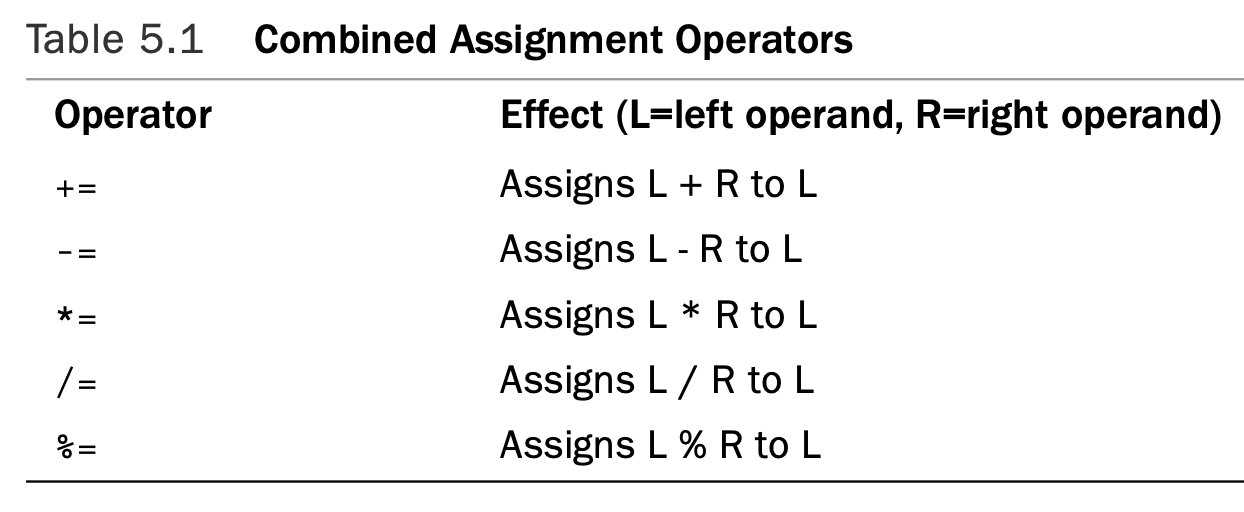 Table 5.1 Combined Assignment Operators
Operator Effect (L=left operand, R=right operand)
+= Assigns L + R to L
-= Assigns L - R to L
*= Assigns L * R to L
/= Assigns L / R to L
%= Assigns L % R to L